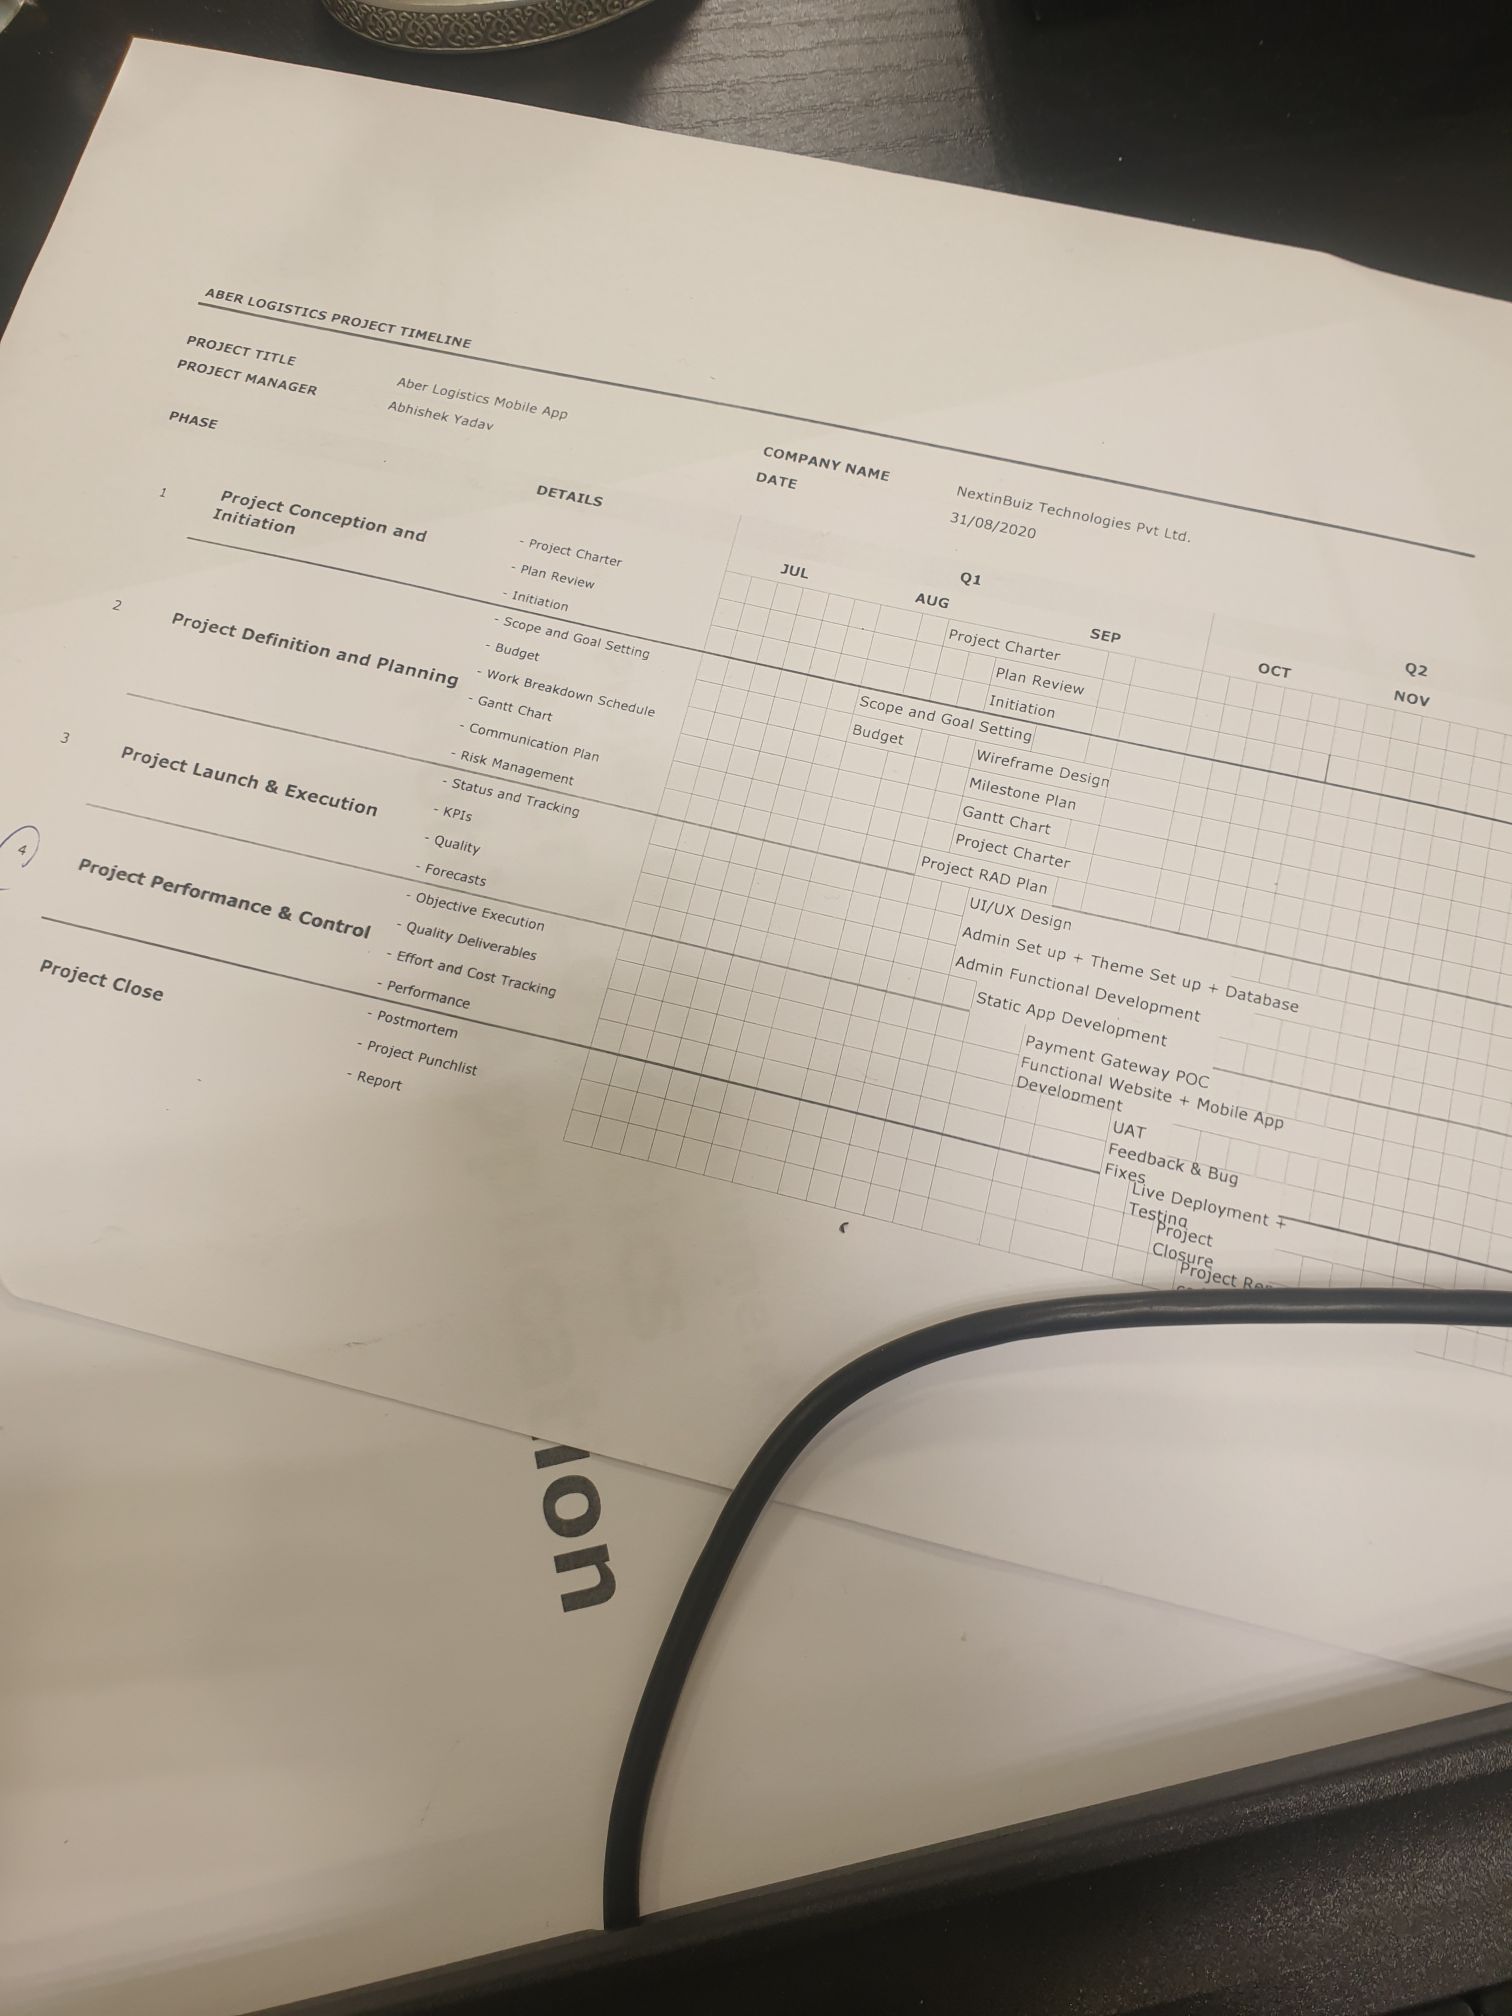 ABER LOGISTICS PROJECT TIMELINE
PROJECT TITLE
Aber Logistics Mobile App
COMPANY NAME
NextinBuiz Technologies Pvt Ltd.
PROJECT MANAGER
Abhishek Yadav
DATE
31/08/2020
PHASE
DETAILS
Q1
Q2
JUL
AUG
SEP
OCT
NOV
1
Project Conception and
Initiation
- Project Charter
- Plan Review
- Initiation
2
Project Definition and Planning
- Scope and Goal Setting
- Budget
- Work Breakdown Schedule
- Gantt Chart
- Communication Plan
- Risk Management
3
Project Launch & Execution
- Status and Tracking
- KPIs
- Quality
- Forecasts
4
Project Performance & Control
- Objective Execution
- Quality Deliverables
- Effort and Cost Tracking
- Performance
Project Close
- Postmortem
- Project Punchlist
- Report
Project Charter
Plan Review
Initiation
Scope and Goal Setting
Budget
Wireframe Design
Milestone Plan
Gantt Chart
Project Charter
Project RAD Plan
UI/UX Design
Admin Set up + Theme Set up + Database
Admin Functional Development
Static App Development
Payment Gateway POC
Functional Website + Mobile App
Development
UAT
Feedback & Bug
Fixes
Live Deployment +
Testing
Project
Closure
Project